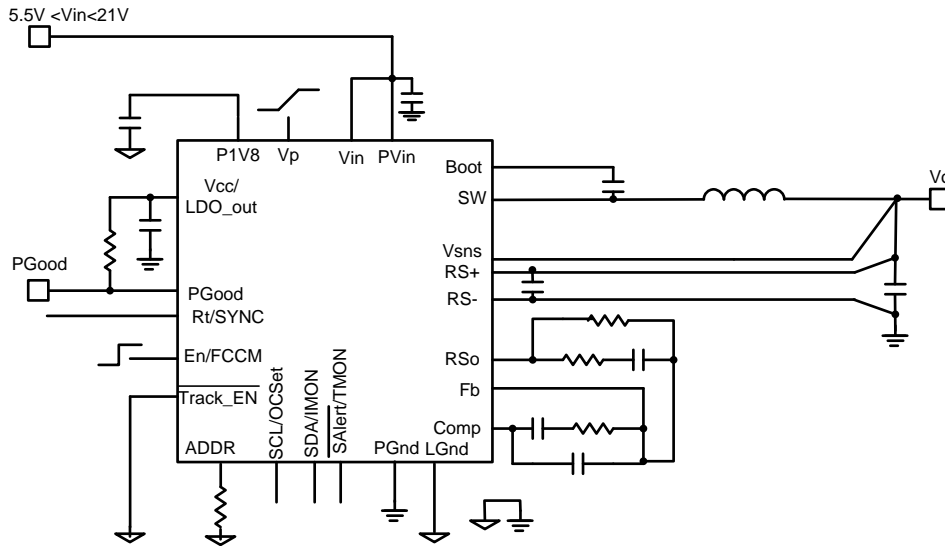 5.5V <Vin<21V
P1V8
Vp
Vin
PVin
Boot
Vcc/
LDO_out
SW
Vsns
RS+
RS-
PGood
PGood
Rt/SYNC
En/FCCM
RSo
Track_EN
Fb
Comp
ADDR
SCL/OCSet
SDA/IMON
SAlert/TMON
PGnd
LGnd